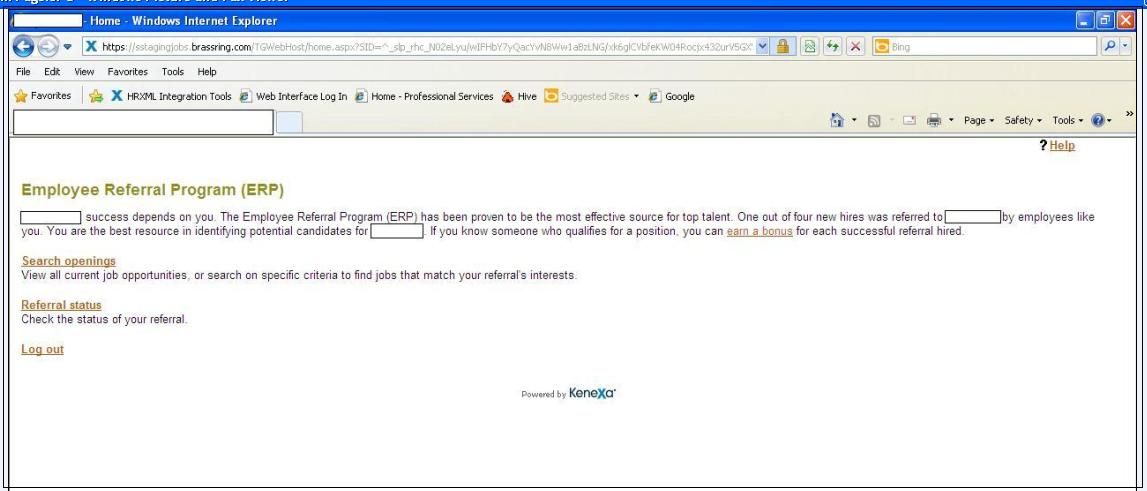 - Home - Windows Internet Explorer
https://sstagingjobs.brassring.com/TGWebHost/home.aspx?SID=
Bing
File Edit View Favorites Tools Help
Favorites HRXML Integration Tools Web Interface Log In Home - Professional Services Hive Suggested Sites Google
Page Safety Tools
? Help
Employee Referral Program (ERP)
success depends on you. The Employee Referral Program (ERP) has been proven to be the most effective source for top talent. One out of four new hires was referred to by employees like
you. You are the best resource in identifying potential candidates for . If you know someone who qualifies for a position, you can earn a bonus for each successful referral hired.
Search openings
View all current job opportunities, or search on specific criteria to find jobs that match your referral's interests.
Referral status
Check the status of your referral.
Log out
Powered by Kenexa